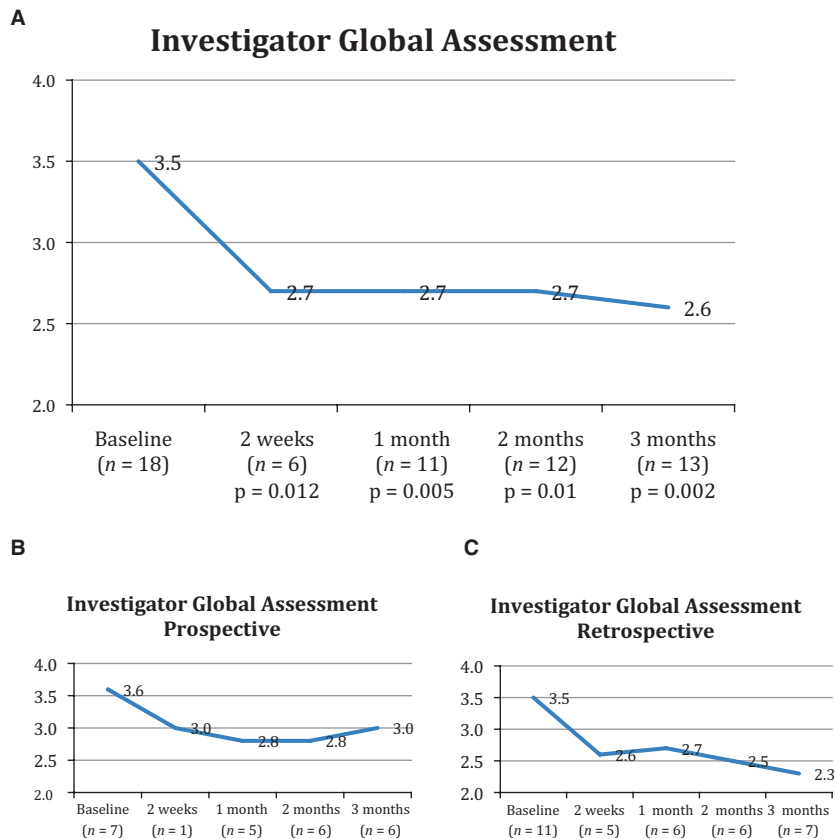 A
Investigator Global Assessment
4.0
3.5
3.0
2.5
2.0
3.5
2.7
2.7
2.7
2.6
Baseline 2 weeks 1 month 2 months 3 months
(n = 18) (n = 6) (n = 11) (n = 12) (n = 13)
p = 0.012 p = 0.005 p = 0.01 p = 0.002
B
Investigator Global Assessment
Prospective
4.0
3.5
3.0
2.5
2.0
3.6
3.0
2.8
2.8
3.0
Baseline 2 weeks 1 month 2 months 3 months
(n = 7) (n = 1) (n = 5) (n = 6) (n = 6)
C
Investigator Global Assessment
Retrospective
4.0
3.5
3.0
2.5
2.0
3.5
2.6
2.7
2.5
2.3
Baseline 2 weeks 1 month 2 months 3 months
(n = 11) (n = 5) (n = 6) (n = 6) (n = 7)